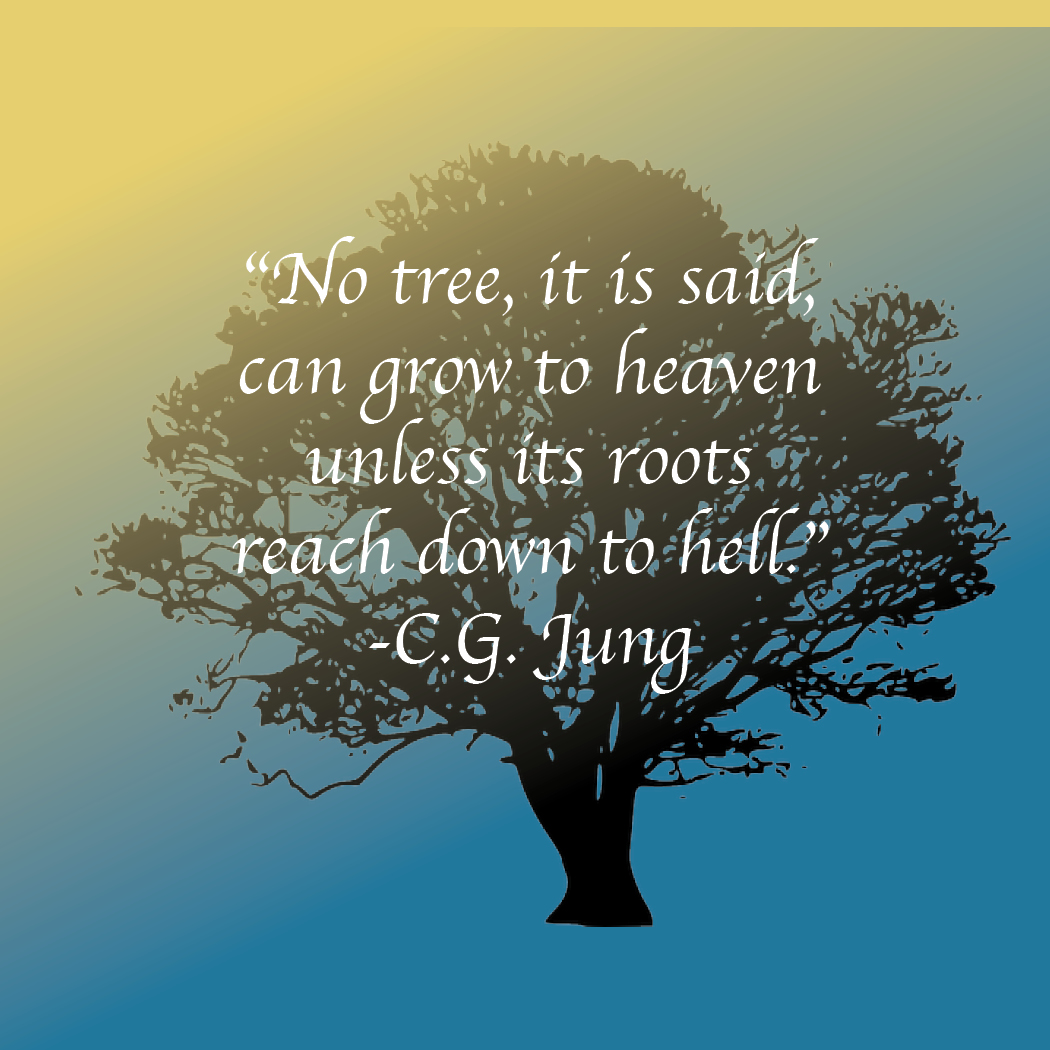 “No tree, it is said,
can grow to heaven
unless its roots
reach down to hell.”
-C.G. Jung